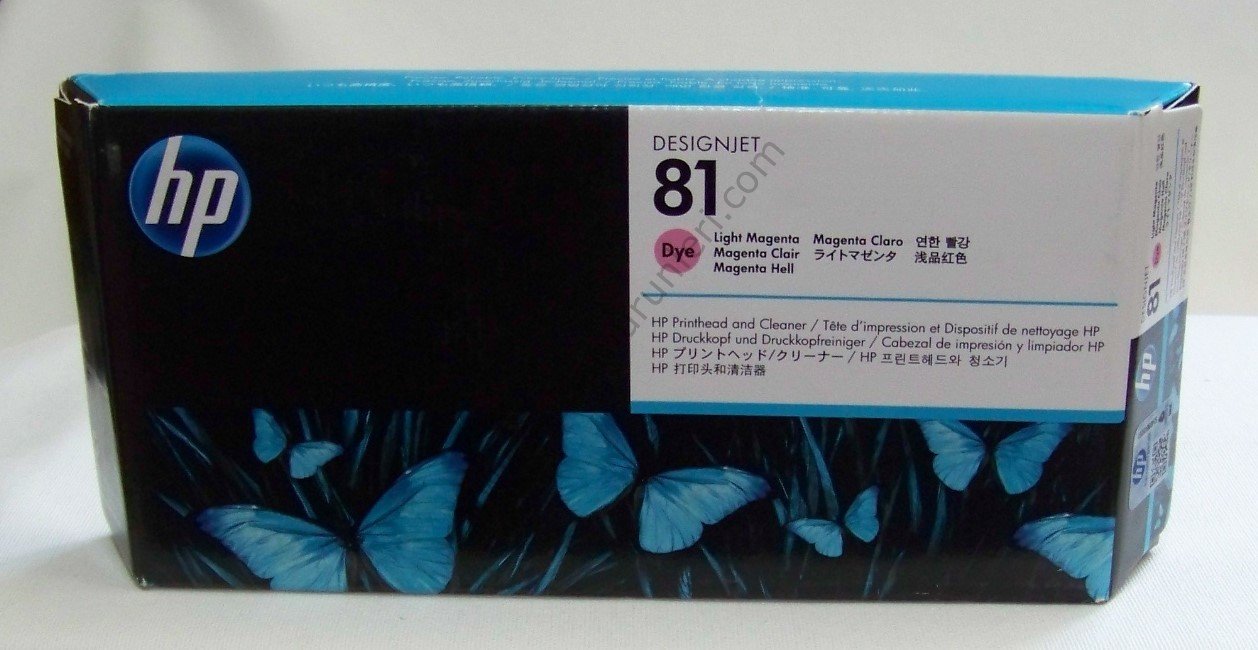 hp
DESIGNJET
81
Dye
Light Magenta Magenta Claro 연한 빨강
Magenta Clair ライトマゼンタ 浅品红色
Magenta Hell
HP Printhead and Cleaner / Tête d'impression et Dispositif de nettoyage HP
HP Druckkopf und Druckkopfreiniger / Cabezal de impresión y limpiador HP
HP プリントヘッド/クリーナー / HP 프린트헤드와 청소기
HP 打印头和清洁器
81
hp
hp